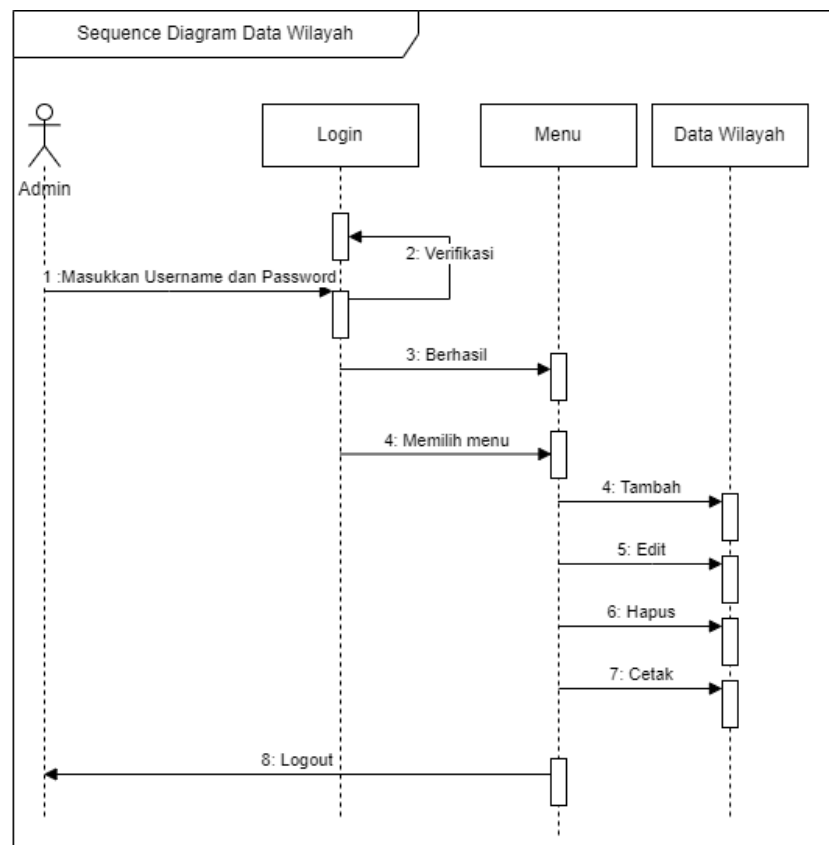 Sequence Diagram Data Wilayah
Login
Menu
Data Wilayah
Admin
2: Verifikasi
1 :Masukkan Username dan Password
3: Berhasil
4: Memilih menu
4: Tambah
5: Edit
6: Hapus
7: Cetak
8: Logout